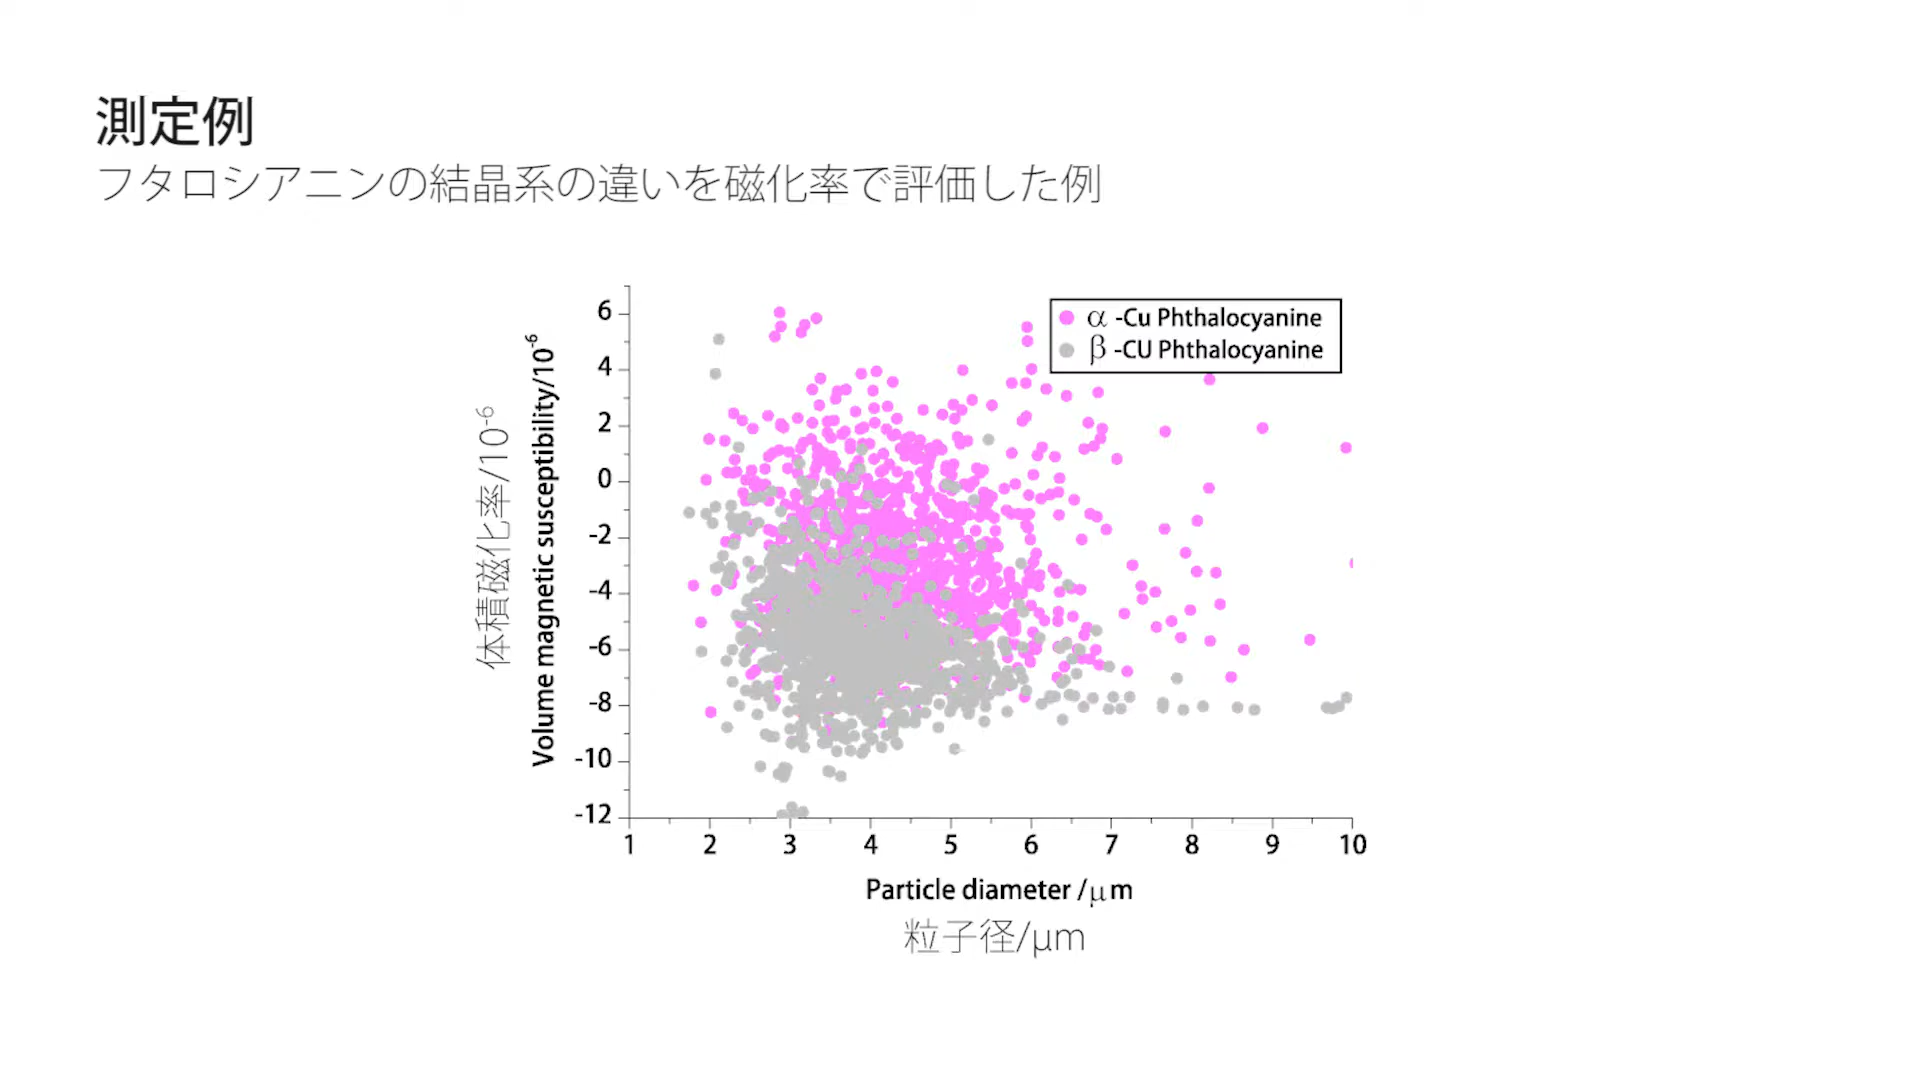 測定例
フタロシアニンの結晶系の違いを磁化率で評価した例
α -Cu Phthalocyanine
β -CU Phthalocyanine
体積磁化率/10⁻⁶
Volume magnetic susceptibility/10⁻⁶
6
4
2
0
-2
-4
-6
-8
-10
-12
1 2 3 4 5 6 7 8 9 10
Particle diameter /μm
粒子径/μm